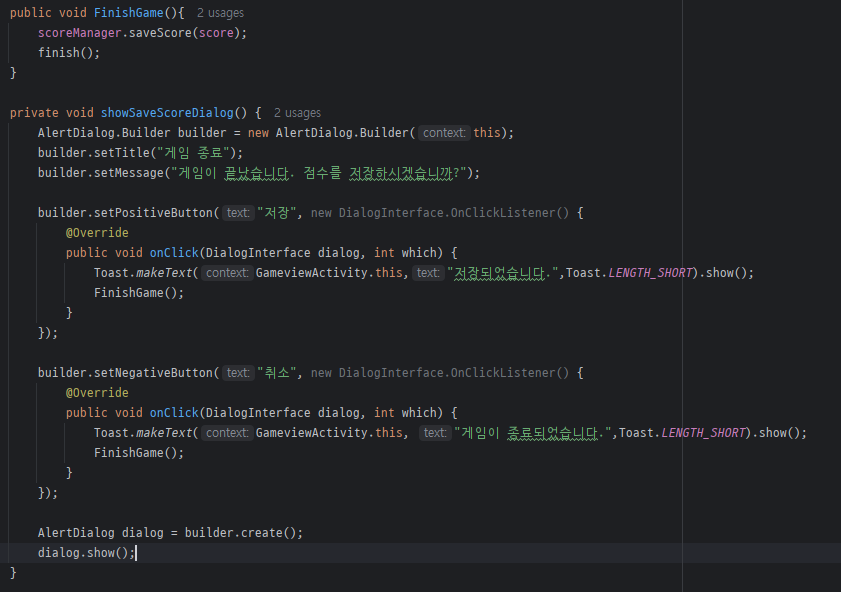 public void FinishGame(){ 2 usages
scoreManager.saveScore(score);
finish();
}
private void showSaveScoreDialog() { 2 usages
AlertDialog.Builder builder = new AlertDialog.Builder( context: this);
builder.setTitle("게임 종료");
builder.setMessage("게임이 끝났습니다. 점수를 저장하시겠습니까?");
builder.setPositiveButton( text: "저장", new DialogInterface.OnClickListener() {
@Override
public void onClick(DialogInterface dialog, int which) {
Toast.makeText( context: GameviewActivity.this, text: "저장되었습니다.",Toast.LENGTH_SHORT).show();
FinishGame();
}
});
builder.setNegativeButton( text: "취소", new DialogInterface.OnClickListener() {
@Override
public void onClick(DialogInterface dialog, int which) {
Toast.makeText( context: GameviewActivity.this, text: "게임이 종료되었습니다.",Toast.LENGTH_SHORT).show();
FinishGame();
}
});
AlertDialog dialog = builder.create();
dialog.show();
}